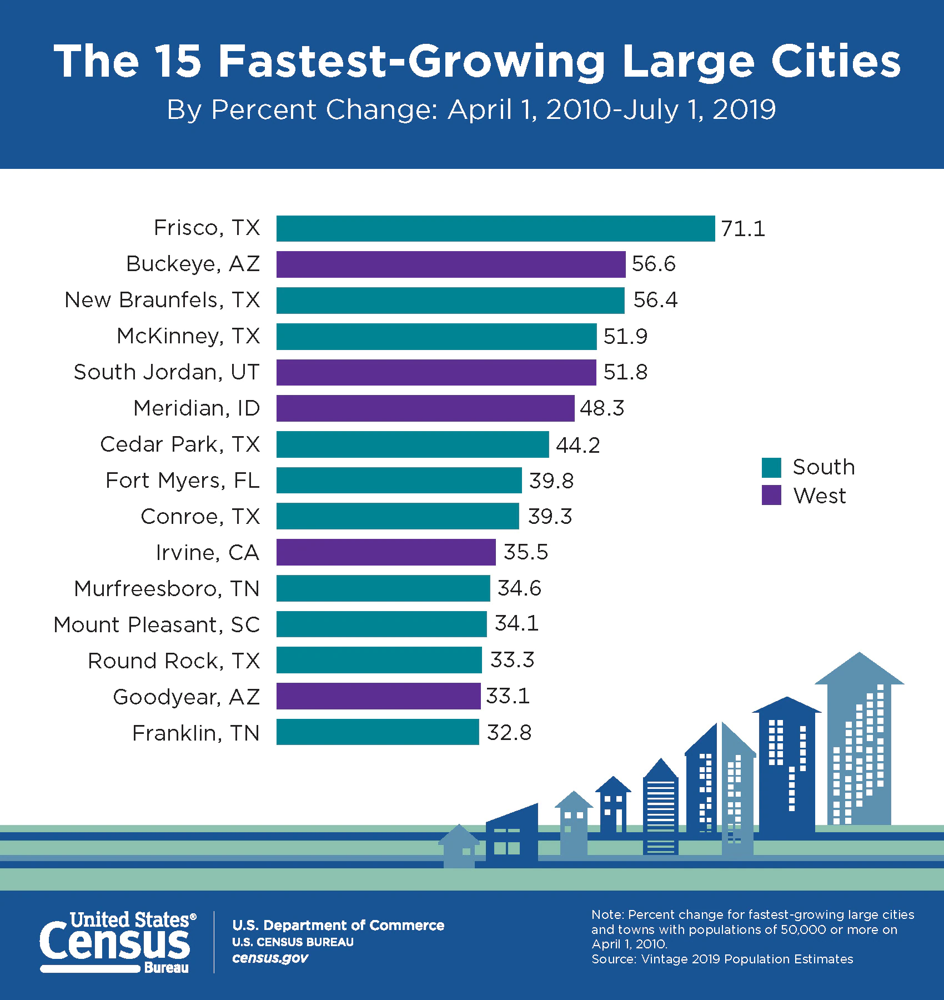 The 15 Fastest-Growing Large Cities
By Percent Change: April 1, 2010-July 1, 2019
Frisco, TX 71.1
Buckeye, AZ 56.6
New Braunfels, TX 56.4
McKinney, TX 51.9
South Jordan, UT 51.8
Meridian, ID 48.3
Cedar Park, TX 44.2
Fort Myers, FL 39.8
Conroe, TX 39.3
Irvine, CA 35.5
Murfreesboro, TN 34.6
Mount Pleasant, SC 34.1
Round Rock, TX 33.3
Goodyear, AZ 33.1
Franklin, TN 32.8
South
West
United States®
Census
Bureau
U.S. Department of Commerce
U.S. CENSUS BUREAU
census.gov
Note: Percent change for fastest-growing large cities
and towns with populations of 50,000 or more on
April 1, 2010.
Source: Vintage 2019 Population Estimates